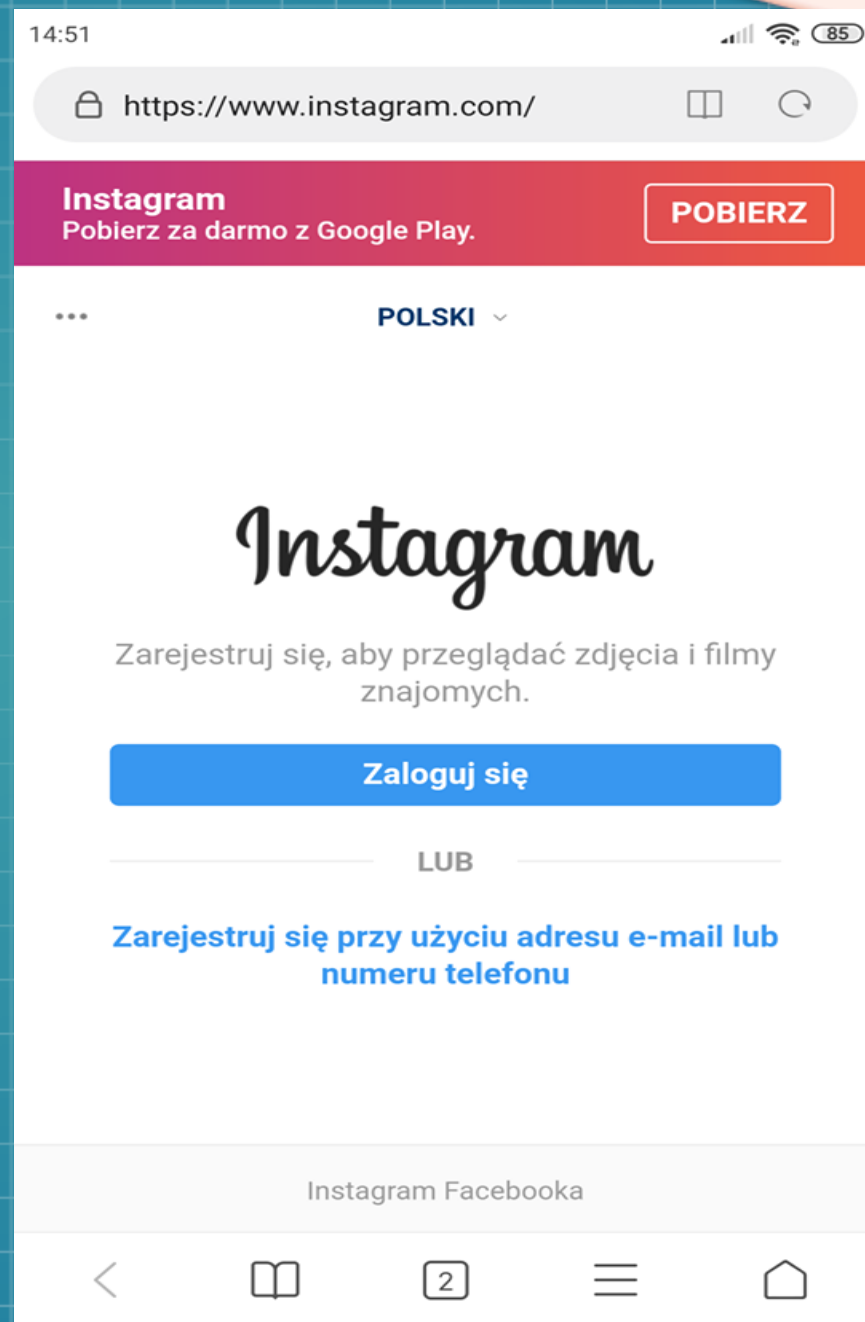 14:51
85
https://www.instagram.com/
Instagram
Pobierz za darmo z Google Play.
POBIERZ
POLSKI
Instagram
Zarejestruj się, aby przeglądać zdjęcia i filmy
znajomych.
Zaloguj się
LUB
Zarejestruj się przy użyciu adresu e-mail lub
numeru telefonu
Instagram Facebooka
2